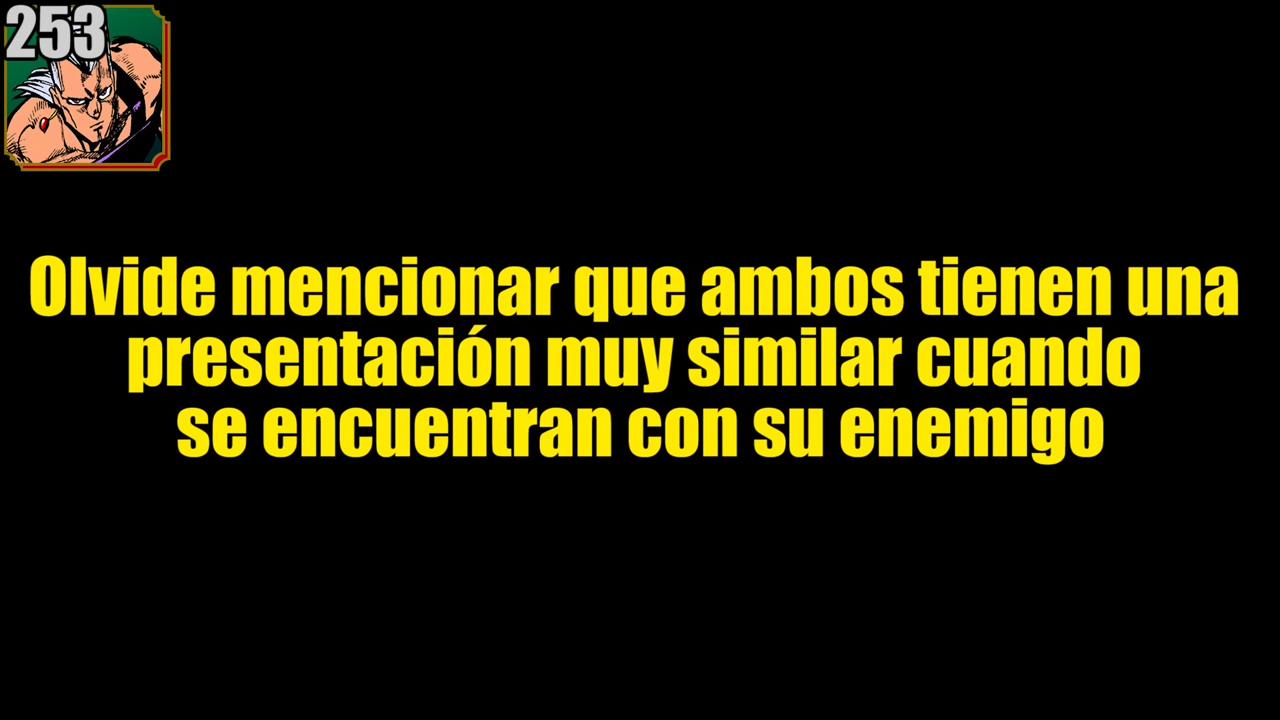 253
Olvide mencionar que ambos tienen una
presentación muy similar cuando
se encuentran con su enemigo